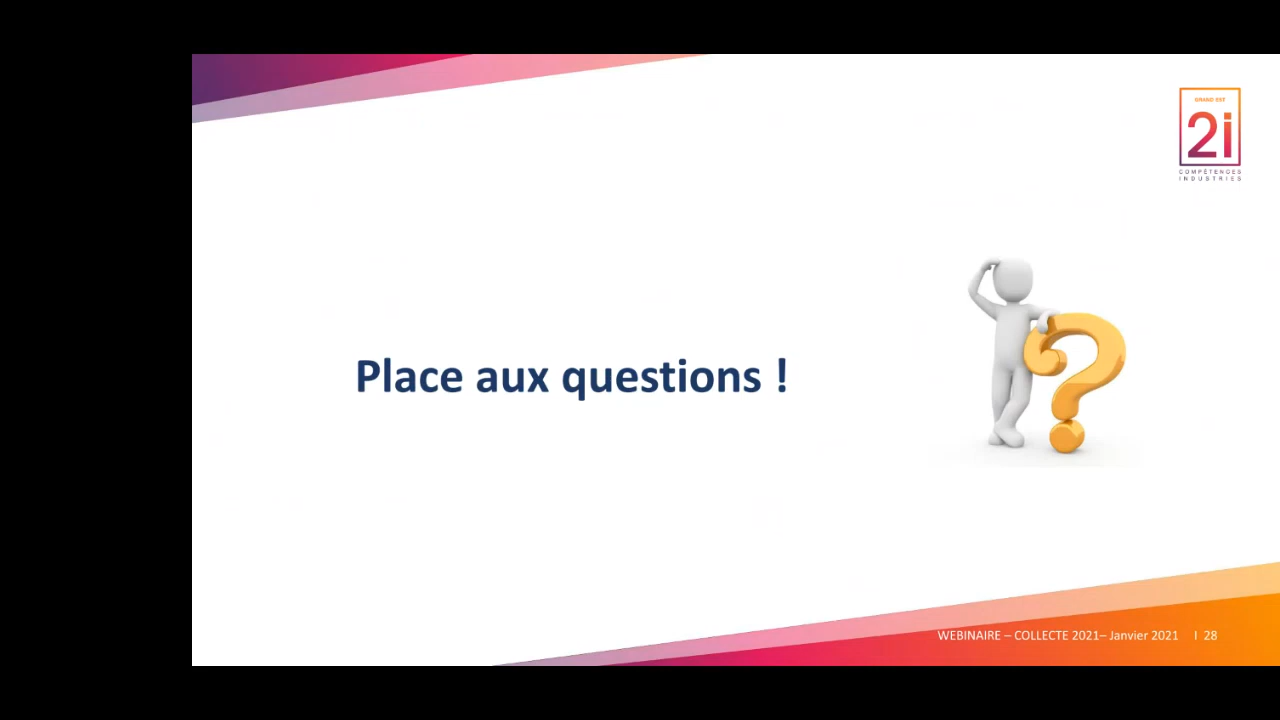 GRAND EST
2i
COMPÉTENCES
INDUSTRIES
Place aux questions !
WEBINAIRE – COLLECTE 2021– Janvier 2021 I 28